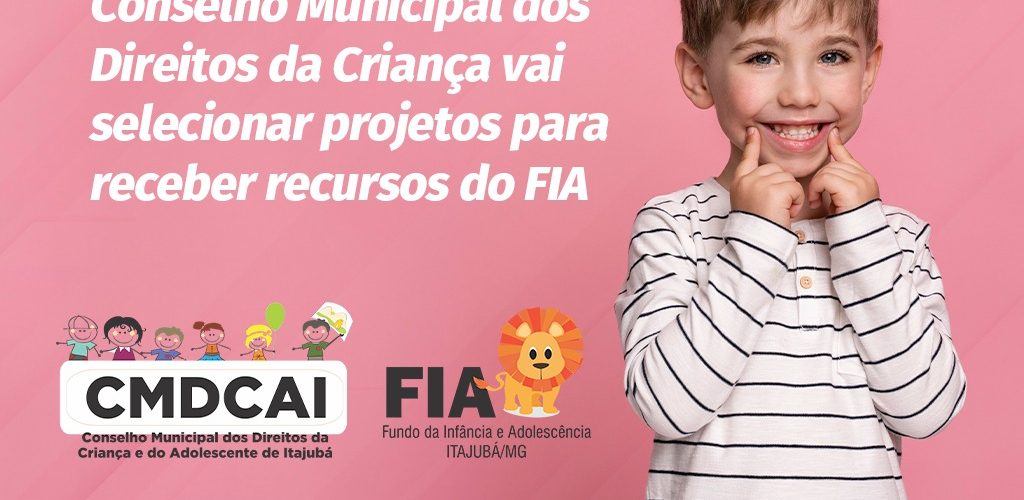 Conselho Municipal dos
Direitos da Criança vai
selecionar projetos para
receber recursos do FIA
CMDCAI
Conselho Municipal dos Direitos da
Criança e do Adolescente de Itajubá
FIA
Fundo da Infância e Adolescência
ITAJUBÁ/MG